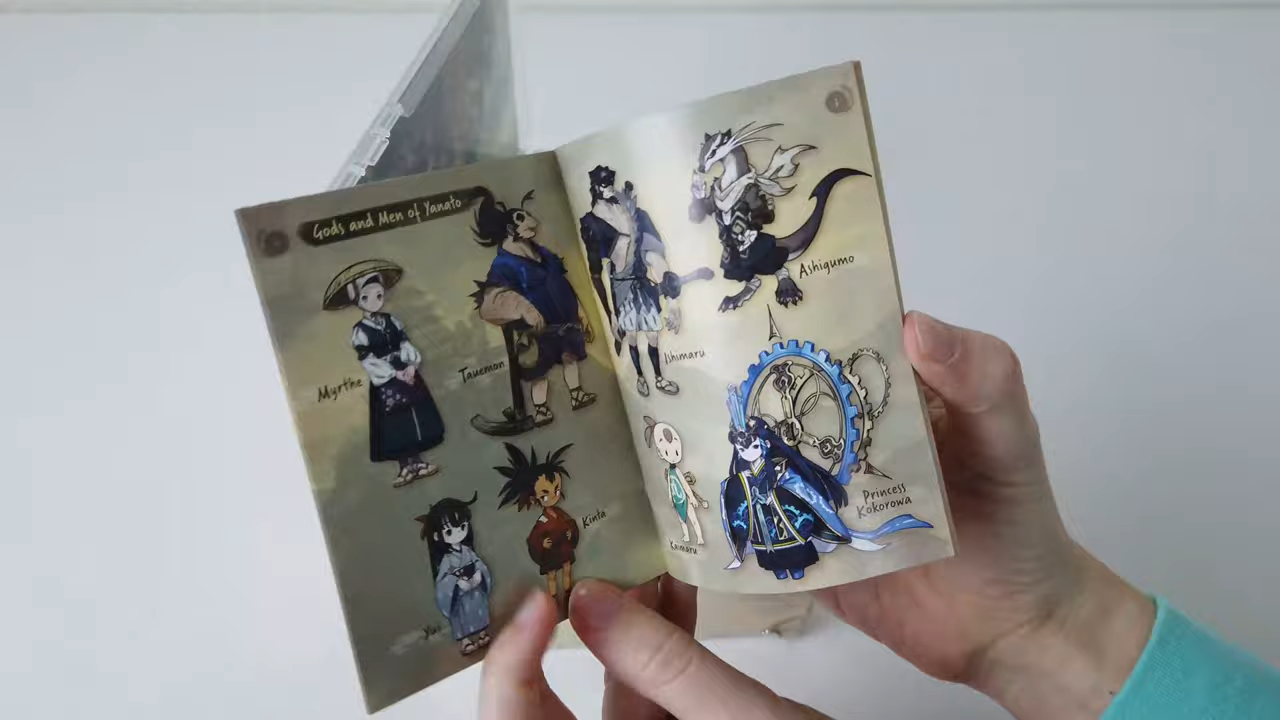 Gods and Men of Yanato
Myrthe
Tauemon
Yui
Kinta
Ishimaru
Ashigumo
Kaimaru
Princess
Kokorowa